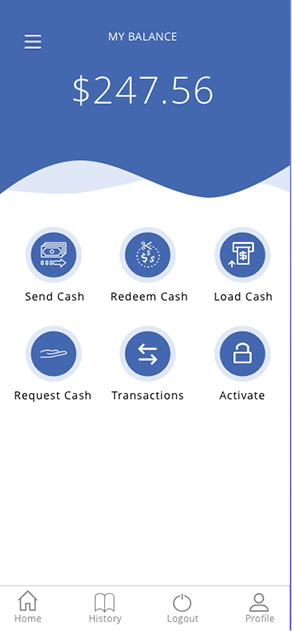 MY BALANCE
$247.56
Send Cash
Redeem Cash
Load Cash
Request Cash
Transactions
Activate
Home
History
Logout
Profile